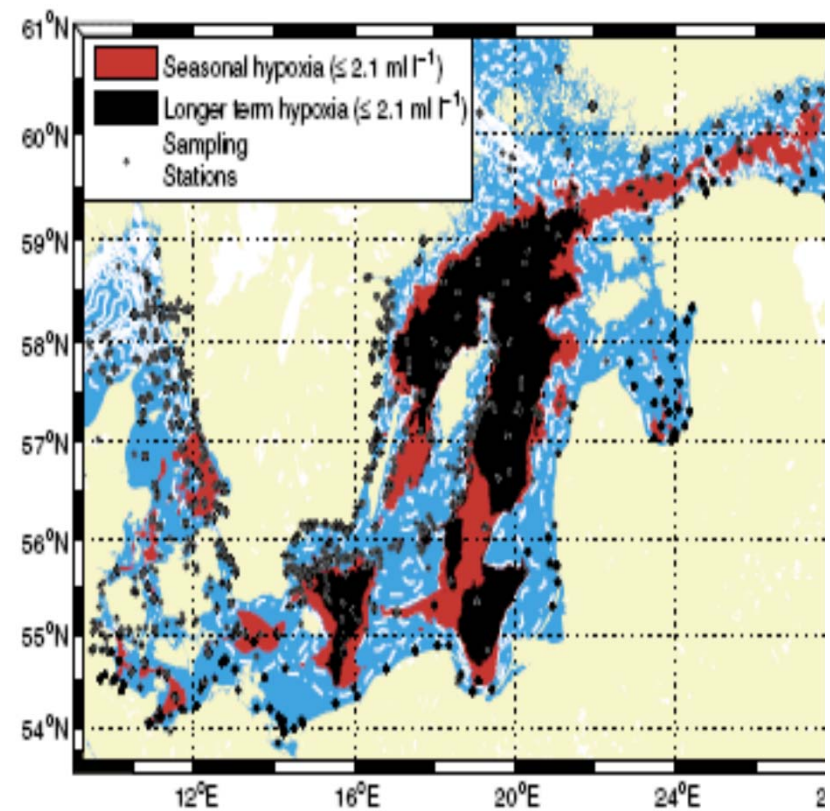 61°N
Seasonal hypoxia (≤ 2.1 ml l⁻¹)
Longer term hypoxia (≤ 2.1 ml l⁻¹)
Sampling
Stations
60°N
59°N
58°N
57°N
56°N
55°N
54°N
12°E 16°E 20°E 24°E 2